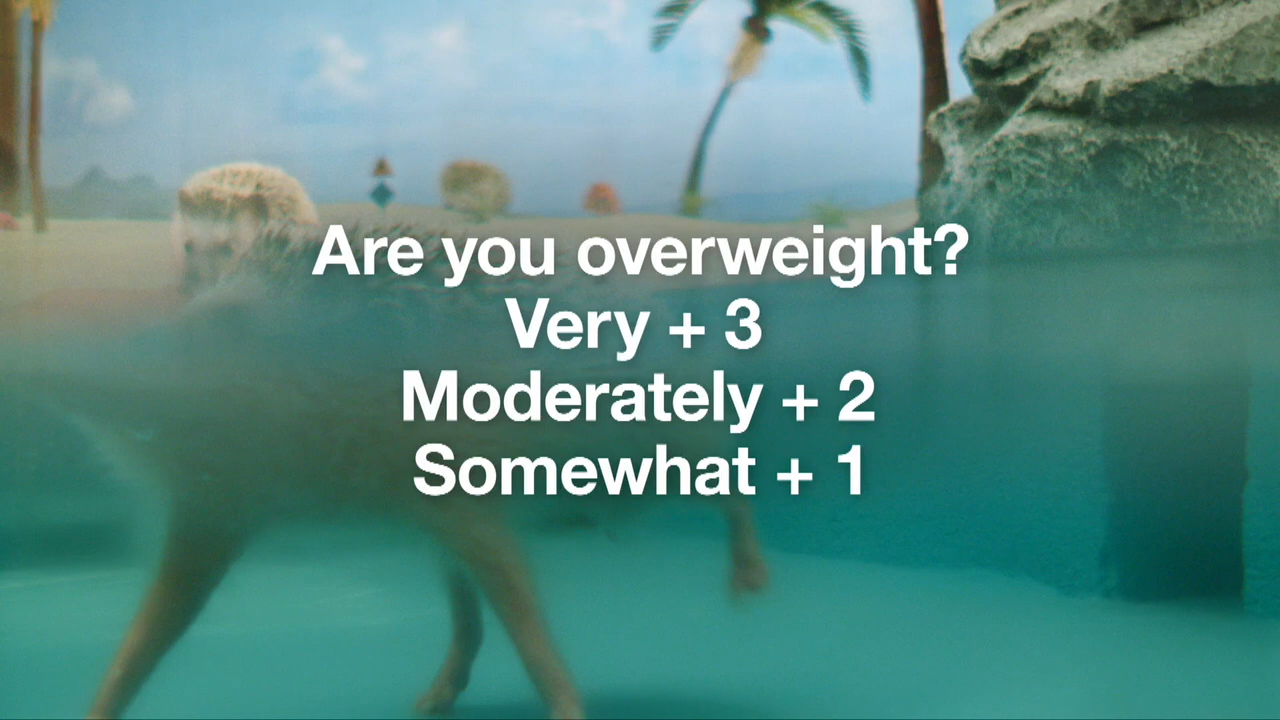 Are you overweight?
Very + 3
Moderately + 2
Somewhat + 1